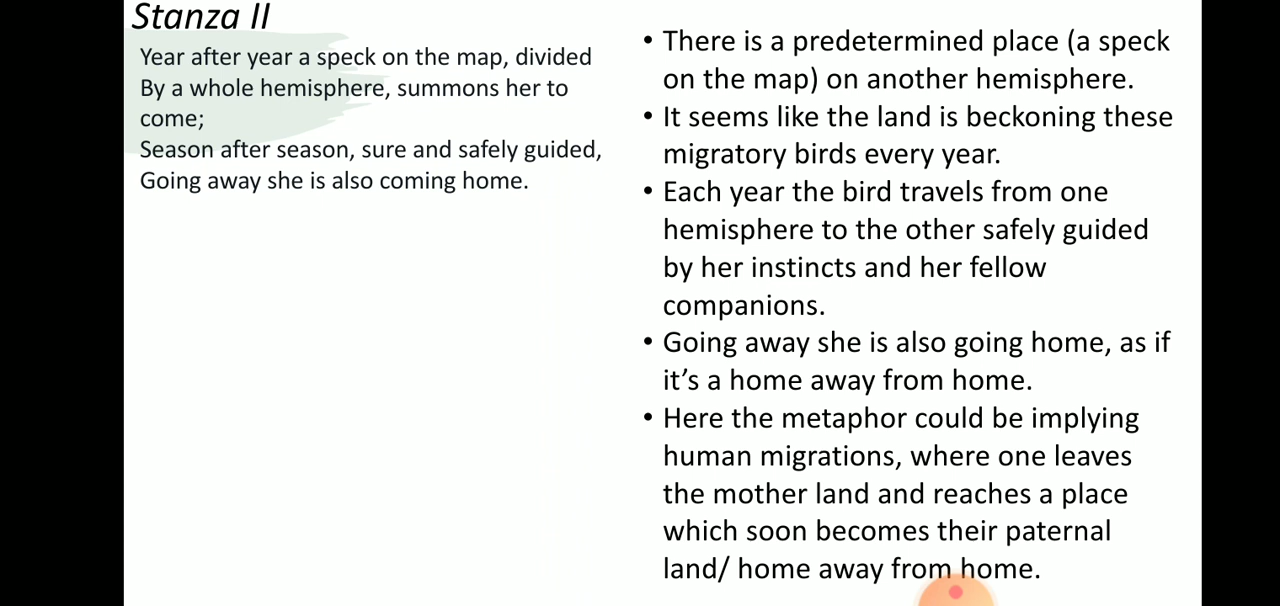 Stanza II
Year after year a speck on the map, divided
By a whole hemisphere, summons her to
come;
Season after season, sure and safely guided,
Going away she is also coming home.
• There is a predetermined place (a speck
on the map) on another hemisphere.
• It seems like the land is beckoning these
migratory birds every year.
• Each year the bird travels from one
hemisphere to the other safely guided
by her instincts and her fellow
companions.
• Going away she is also going home, as if
it’s a home away from home.
• Here the metaphor could be implying
human migrations, where one leaves
the mother land and reaches a place
which soon becomes their paternal
land/ home away from home.